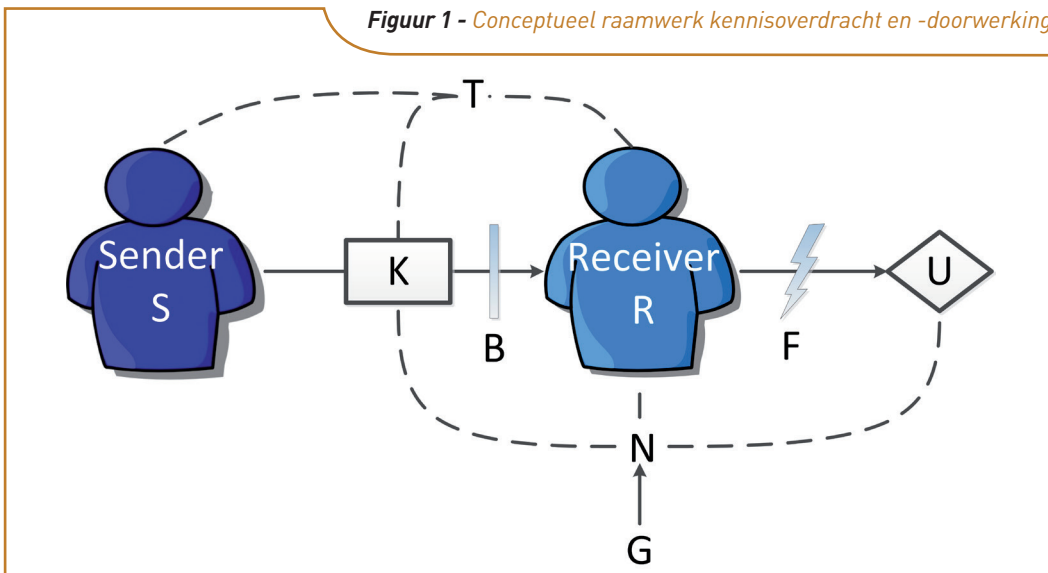 Figuur 1 - Conceptueel raamwerk kennisoverdracht en -doorwerking
T
Sender
S
K
B
Receiver
R
F
U
N
G